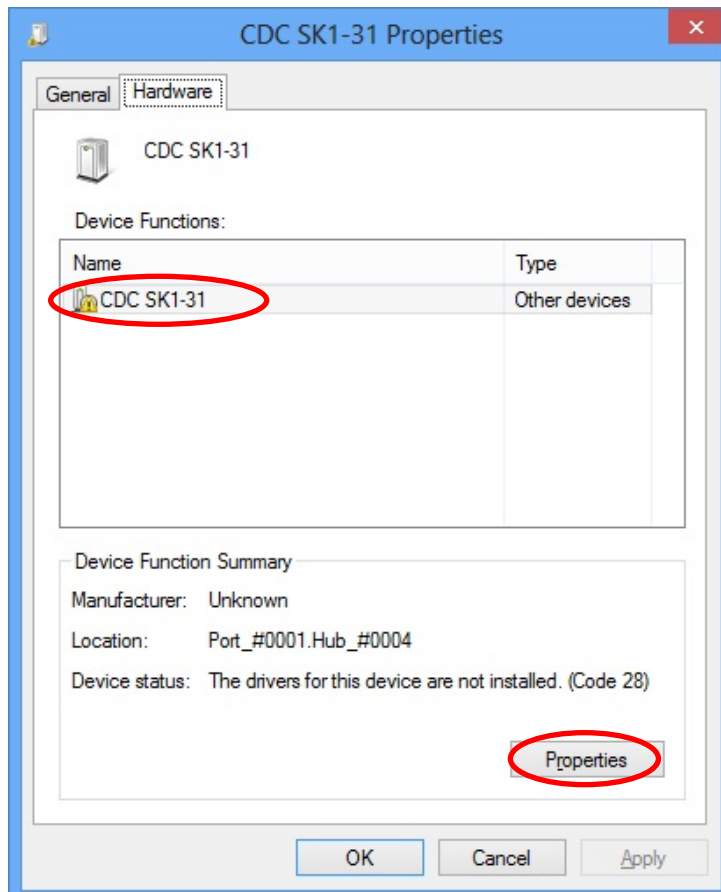 CDC SK1-31 Properties
General Hardware
CDC SK1-31
Device Functions:
Name Type
CDC SK1-31 Other devices
Device Function Summary
Manufacturer: Unknown
Location: Port_#0001.Hub_#0004
Device status: The drivers for this device are not installed. (Code 28)
Properties
OK Cancel Apply